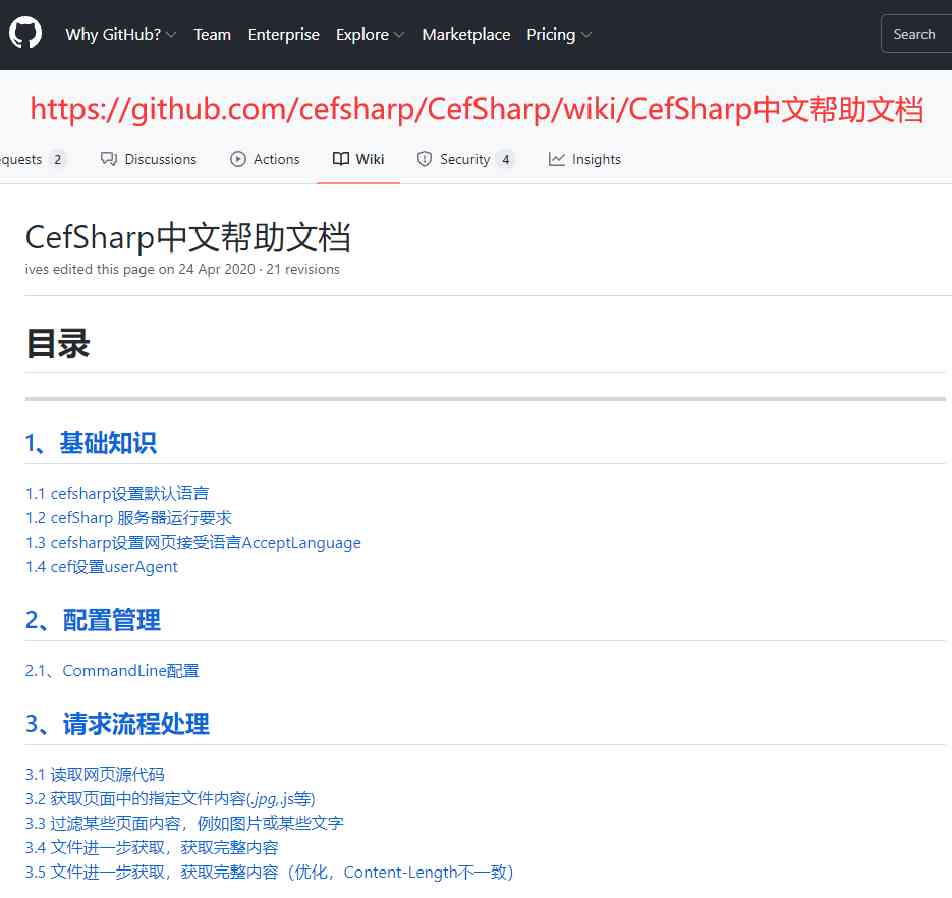 Why GitHub? Team Enterprise Explore Marketplace Pricing Search
https://github.com/cefsharp/CefSharp/wiki/CefSharp中文帮助文档
equests 2 Discussions Actions Wiki Security 4 Insights
CefSharp中文帮助文档
ives edited this page on 24 Apr 2020 · 21 revisions
目录
1、基础知识
1.1 cefsharp设置默认语言
1.2 cefSharp 服务器运行要求
1.3 cefsharp设置网页接受语言AcceptLanguage
1.4 cef设置userAgent
2、配置管理
2.1、CommandLine配置
3、请求流程处理
3.1 读取网页源代码
3.2 获取页面中的指定文件内容(.jpg,.js等)
3.3 过滤某些页面内容，例如图片或某些文字
3.4 文件进一步获取，获取完整内容
3.5 文件进一步获取，获取完整内容（优化，Content-Length不一致）